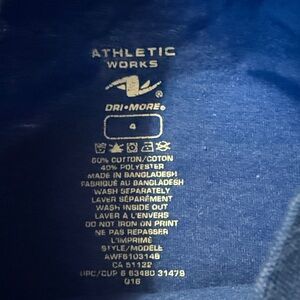 ATHLETIC
WORKS
®
DRI•MORE®
4
60% COTTON/COTON
40% POLYESTER
MADE IN BANGLADESH
FABRIQUÉ AU BANGLADESH
WASH SEPARATELY
LAVER SÉPARÉMENT
WASH INSIDE OUT
LAVER À L'ENVERS
DO NOT IRON ON PRINT
NE PAS REPASSER
L'IMPRIMÉ
STYLE/MODÈLE
AWF610314B
CA 51122
UPC/CUP 6 63480 31479
Q16